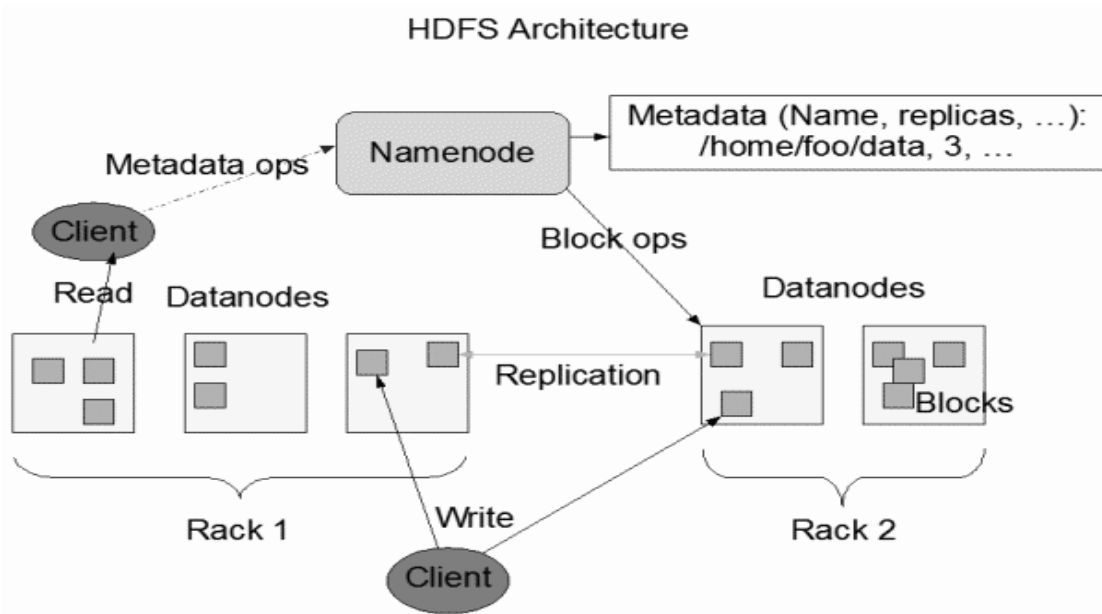 HDFS Architecture
Metadata (Name, replicas, …):
/home/foo/data, 3, …
Namenode
Metadata ops
Client
Block ops
Read
Datanodes
Datanodes
Replication
Blocks
Rack 1
Write
Rack 2
Client